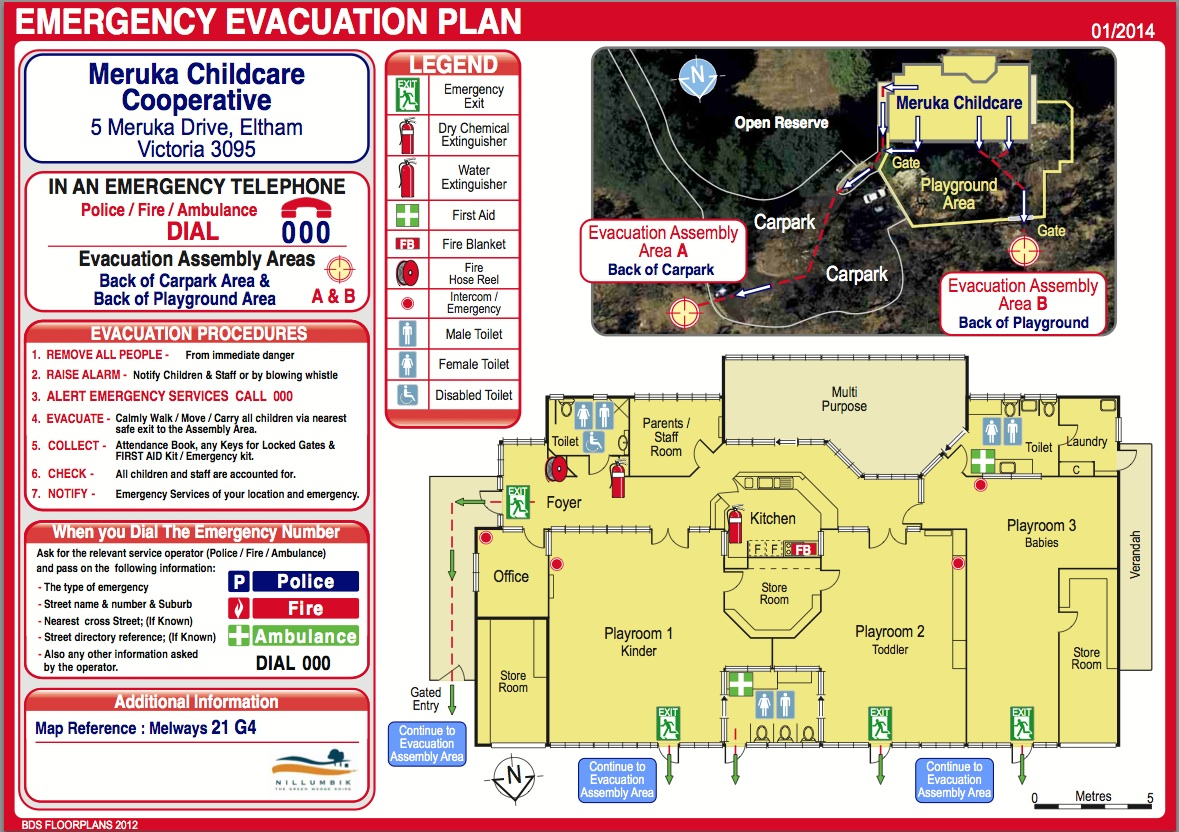 EMERGENCY EVACUATION PLAN
01/2014
Meruka Childcare
Cooperative
5 Meruka Drive, Eltham
Victoria 3095
IN AN EMERGENCY TELEPHONE
Police / Fire / Ambulance
DIAL
000
Evacuation Assembly Areas
Back of Carpark Area &
Back of Playground Area
A & B
EVACUATION PROCEDURES
1. REMOVE ALL PEOPLE - From immediate danger
2. RAISE ALARM - Notify Children & Staff or by blowing whistle
3. ALERT EMERGENCY SERVICES CALL 000
4. EVACUATE - Calmly Walk / Move / Carry all children via nearest
safe exit to the Assembly Area.
5. COLLECT - Attendance Book, any Keys for Locked Gates &
FIRST AID Kit / Emergency kit.
6. CHECK - All children and staff are accounted for.
7. NOTIFY - Emergency Services of your location and emergency.
When you Dial The Emergency Number
Ask for the relevant service operator (Police / Fire / Ambulance)
and pass on the following information:
- The type of emergency
- Street name & number & Suburb
- Nearest cross Street; (If Known)
- Street directory reference; (If Known)
- Also any other information asked
by the operator.
P Police
Fire
Ambulance
DIAL 000
Additional Information
Map Reference : Melways 21 G4
NILLUMBIK
THE GREEN WEDGE SHIRE
BDS FLOORPLANS 2012
LEGEND
EXIT
Emergency
Exit
Dry Chemical
Extinguisher
Water
Extinguisher
First Aid
FB
Fire Blanket
Fire
Hose Reel
Intercom /
Emergency
Male Toilet
Female Toilet
Disabled Toilet
N
Open Reserve
Meruka Childcare
Gate
Playground
Area
Carpark
Carpark
Gate
Evacuation Assembly
Area A
Back of Carpark
Evacuation Assembly
Area B
Back of Playground
Multi
Purpose
Toilet
Parents /
Staff
Room
Toilet
Laundry
C
EXIT
Foyer
Kitchen
F F FB
Playroom 3
Babies
Verandah
Office
Store
Room
Playroom 1
Kinder
Playroom 2
Toddler
Store
Room
Store
Room
Gated
Entry
EXIT
EXIT
EXIT
Continue to
Evacuation
Assembly Area
Continue to
Evacuation
Assembly Area
Continue to
Evacuation
Assembly Area
N
0 Metres 5